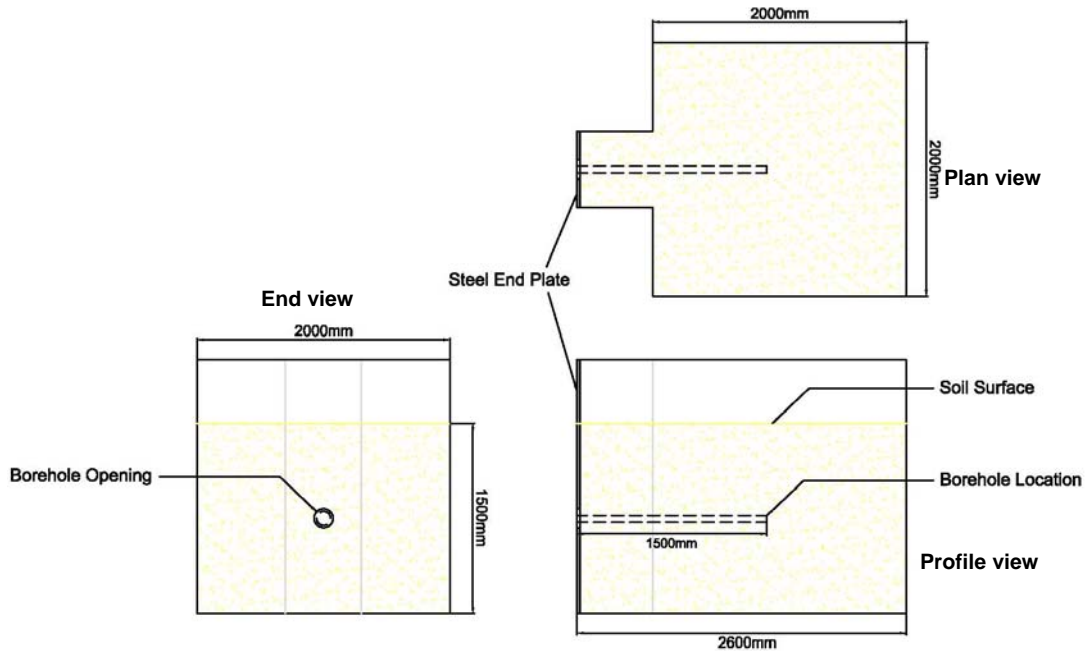 2000mm
2000mm
Plan view
Steel End Plate
End view
2000mm
Soil Surface
Borehole Opening
1500mm
Borehole Location
1500mm
Profile view
2600mm